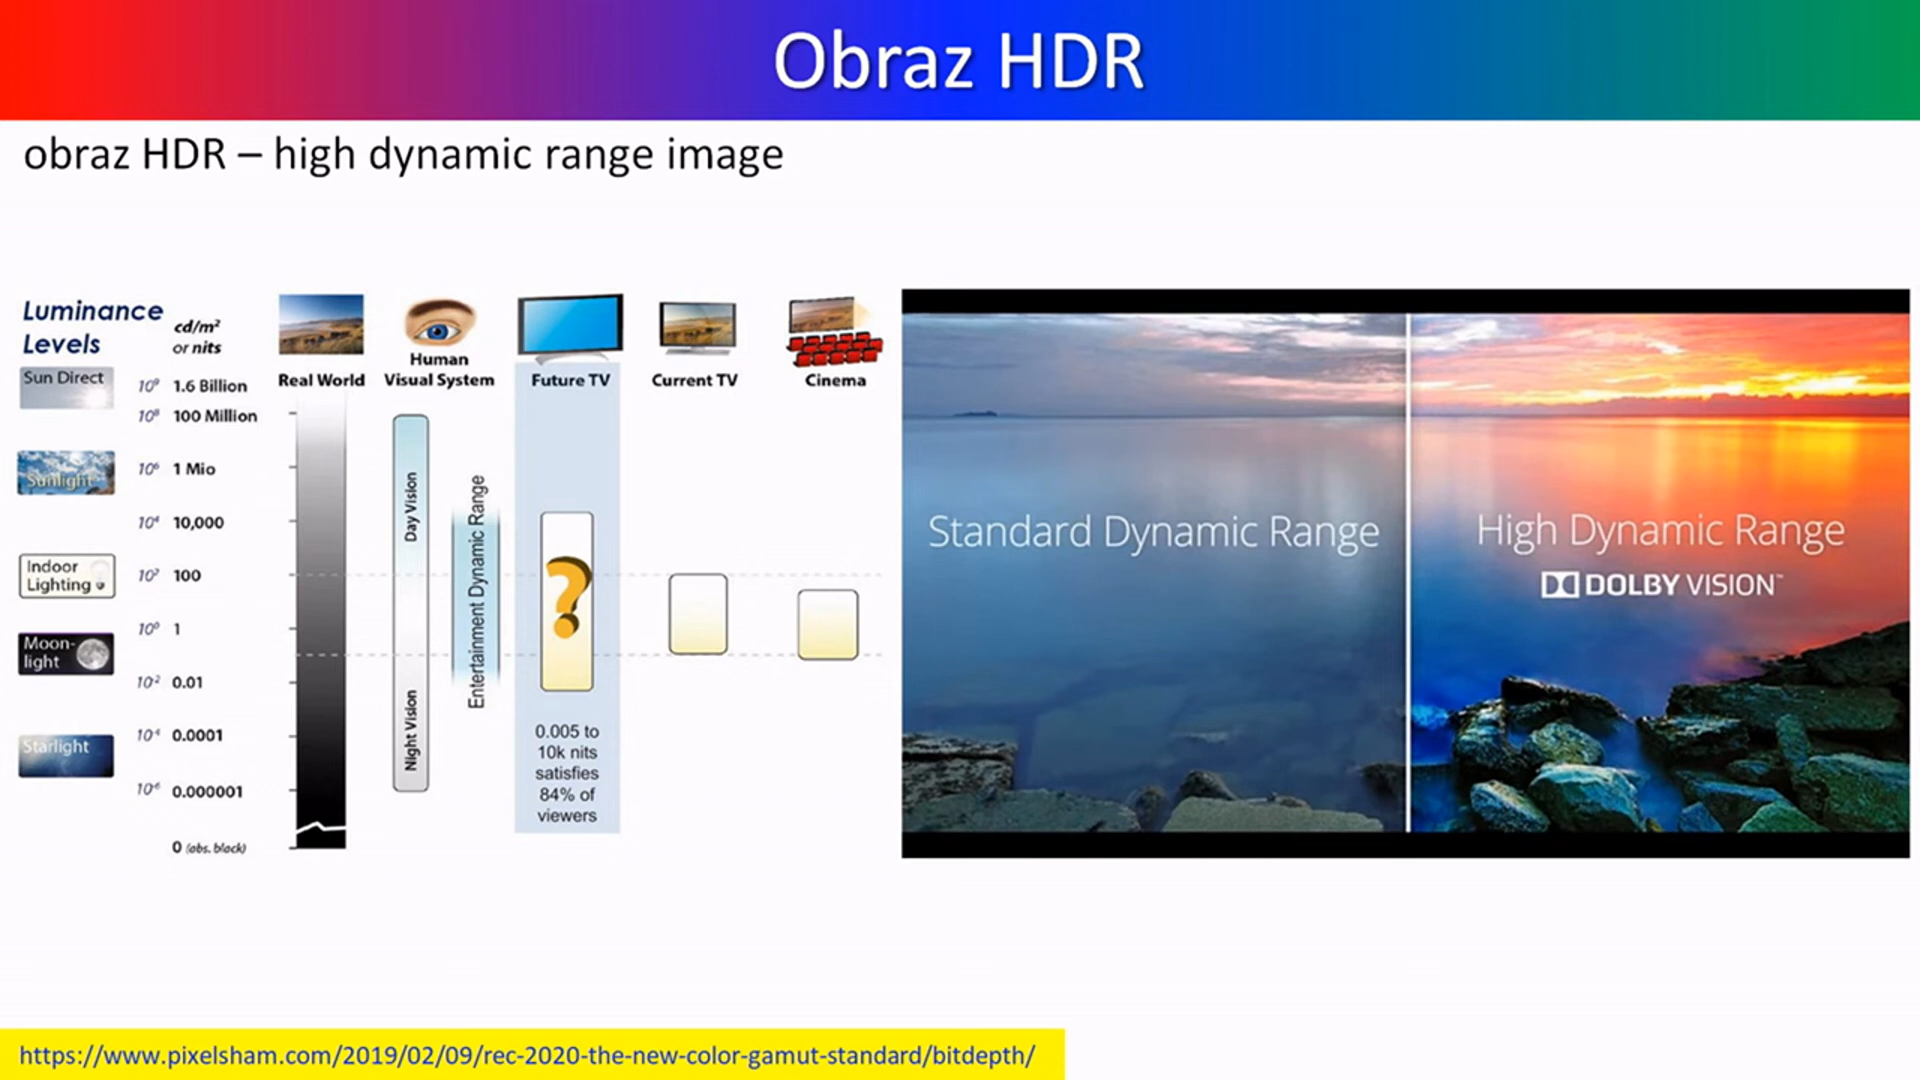 Obraz HDR
obraz HDR – high dynamic range image
Luminance
Levels
cd/m²
or nits
Sun Direct
10⁹ 1.6 Billion
10⁸ 100 Million
Sunlight
10⁶ 1 Mio
10⁴ 10,000
Indoor
Lighting
10² 100
10⁰ 1
Moon-
light
10⁻² 0.01
Starlight
10⁻⁴ 0.0001
10⁻⁶ 0.000001
0 (abs. black)
Real World
Human
Visual System
Future TV
Current TV
Cinema
Day Vision
Night Vision
Entertainment Dynamic Range
?
0.005 to
10k nits
satisfies
84% of
viewers
Standard Dynamic Range
High Dynamic Range
DOLBY VISION™
https://www.pixelsham.com/2019/02/09/rec-2020-the-new-color-gamut-standard/bitdepth/